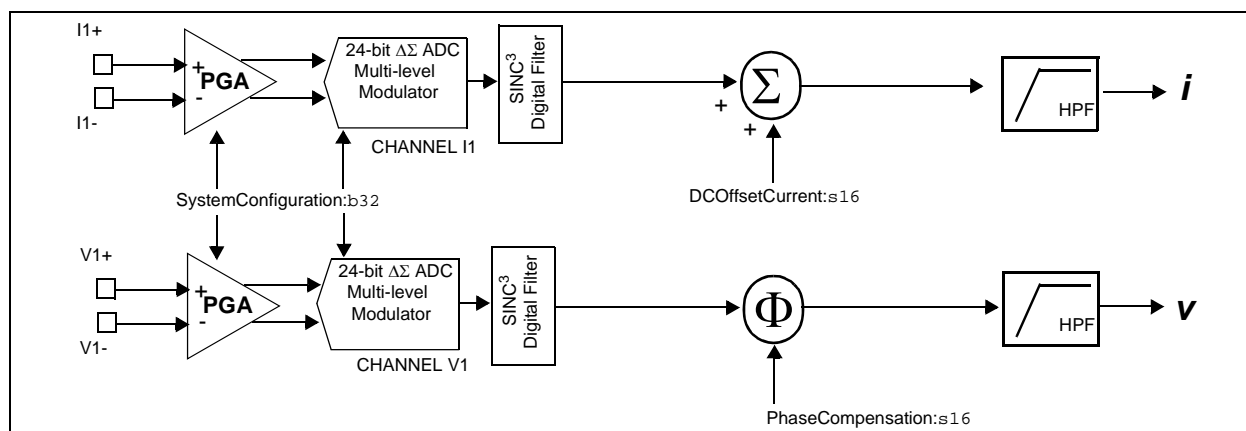 I1+
+
PGA
-
I1-
24-bit ΔΣ ADC
Multi-level
Modulator
CHANNEL I1
SINC³
Digital Filter
+
Σ
+
DCOffsetCurrent:s16
HPF
i
SystemConfiguration:b32
V1+
+
PGA
-
V1-
24-bit ΔΣ ADC
Multi-level
Modulator
CHANNEL V1
SINC³
Digital Filter
Φ
PhaseCompensation:s16
HPF
v